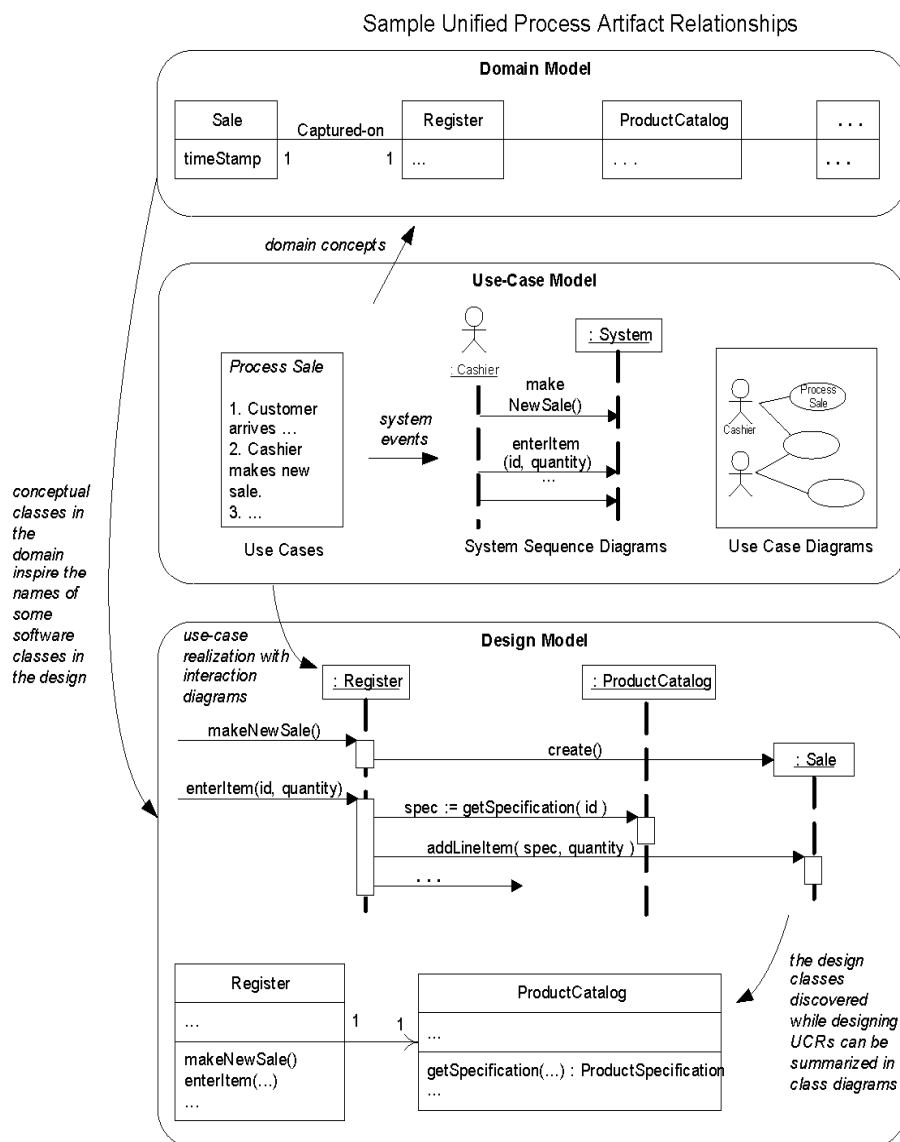 Sample Unified Process Artifact Relationships
Domain Model
Sale
Captured-on
Register
ProductCatalog
. . .
timeStamp
1
1
...
. . .
. . .
domain concepts
Use-Case Model
Process Sale
1. Customer
arrives ...
2. Cashier
makes new
sale.
3. ...
Use Cases
system
events
: Cashier
: System
make
NewSale()
enterItem
(id, quantity)
...
System Sequence Diagrams
Process
Sale
Cashier
Use Case Diagrams
conceptual
classes in
the
domain
inspire the
names of
some
software
classes in
the design
Design Model
use-case
realization with
interaction
diagrams
: Register
: ProductCatalog
makeNewSale()
create()
: Sale
enterItem(id, quantity)
spec := getSpecification( id )
addLineItem( spec, quantity )
. . .
the design
classes
discovered
while designing
UCRs can be
summarized in
class diagrams
Register
...
makeNewSale()
enterItem(...)
...
1
1
ProductCatalog
...
getSpecification(...) : ProductSpecification
...